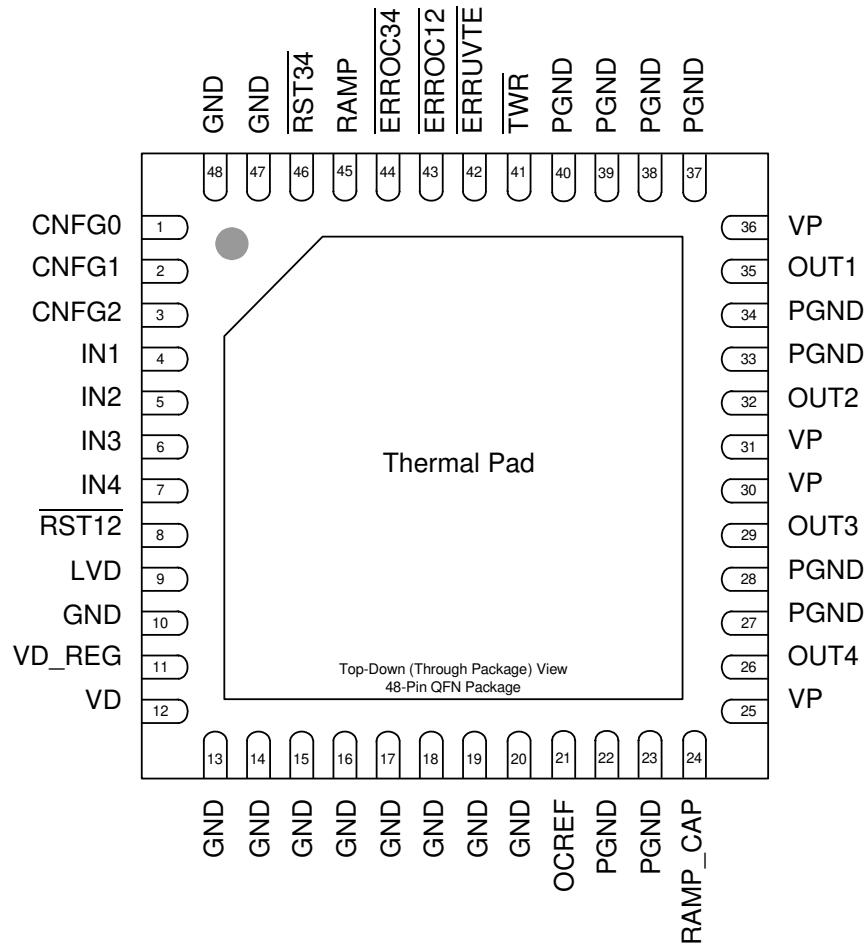 GND
GND
RST34
RAMP
ERROC34
ERROC12
ERRUVTE
TWR
PGND
PGND
PGND
PGND
48 47 46 45 44 43 42 41 40 39 38 37
CNFG0 1
CNFG1 2
CNFG2 3
IN1 4
IN2 5
IN3 6
IN4 7
RST12 8
LVD 9
GND 10
VD_REG 11
VD 12
Thermal Pad
Top-Down (Through Package) View
48-Pin QFN Package
36 VP
35 OUT1
34 PGND
33 PGND
32 OUT2
31 VP
30 VP
29 OUT3
28 PGND
27 PGND
26 OUT4
25 VP
13 14 15 16 17 18 19 20 21 22 23 24
GND
GND
GND
GND
GND
GND
GND
GND
OCREF
PGND
PGND
RAMP_CAP